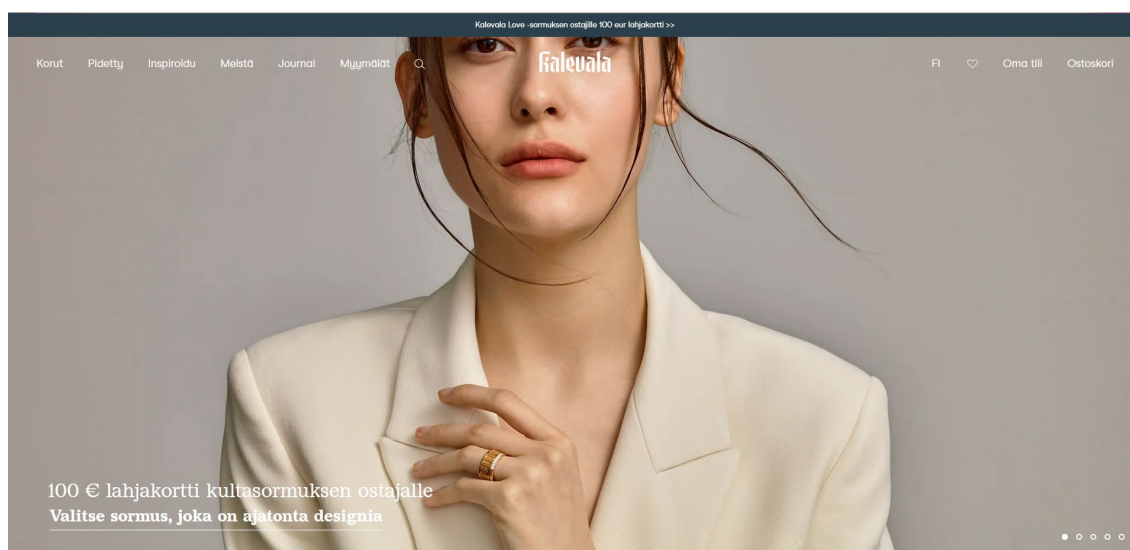 Kalevala Love -sormuksen ostajille 100 eur lahjakortti >>
Korut Pidetty Inspiroidu Meistä Journal Myymälät Kalevala FI Oma tili Ostoskori
100 € lahjakortti kultasormuksen ostajalle
Valitse sormus, joka on ajatonta designia